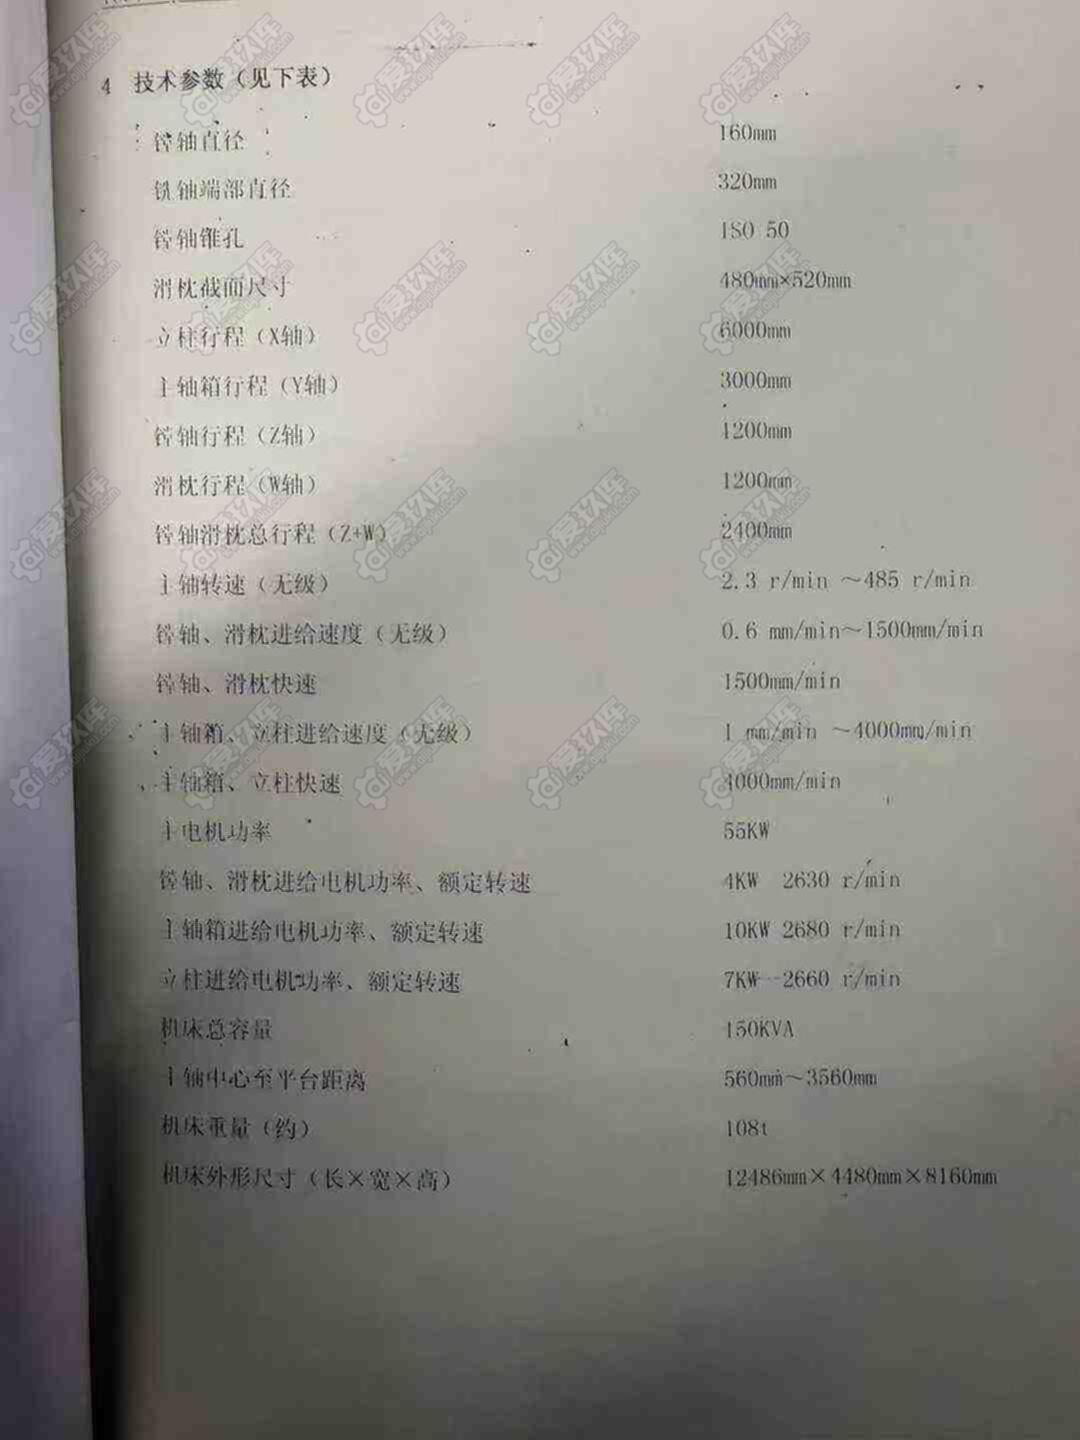 4 技术参数（见下表）
镗轴直径 160mm
铣轴端部直径 320mm
镗轴锥孔 ISO 50
滑枕截面尺寸 480mm×520mm
立柱行程（X轴） 6000mm
主轴箱行程（Y轴） 3000mm
镗轴行程（Z轴） 1200mm
滑枕行程（W轴） 1200mm
镗轴滑枕总行程（Z+W） 2400mm
主轴转速（无级） 2.3 r/min ～485 r/min
镗轴、滑枕进给速度（无级） 0.6 mm/min～1500mm/min
镗轴、滑枕快速 1500mm/min
主轴箱、立柱进给速度（无级） 1 mm/min ～4000mm/min
主轴箱、立柱快速 4000mm/min
主电机功率 55KW
镗轴、滑枕进给电机功率、额定转速 4KW 2630 r/min
主轴箱进给电机功率、额定转速 10KW 2680 r/min
立柱进给电机功率、额定转速 7KW 2660 r/min
机床总容量 150KVA
主轴中心至平台距离 560mm～3560mm
机床重量（约） 108t
机床外形尺寸（长×宽×高） 12486mm×4480mm×8160mm
爱玖库
www.aijiuku.com